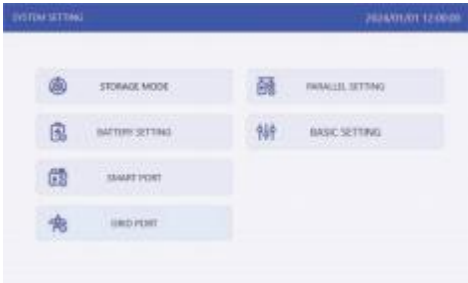 SYSTEM SETTING
2024/01/01 12:00:00
STORAGE MODE
PARALLEL SETTING
BATTERY SETTING
BASIC SETTING
SMART PORT
GRID PORT